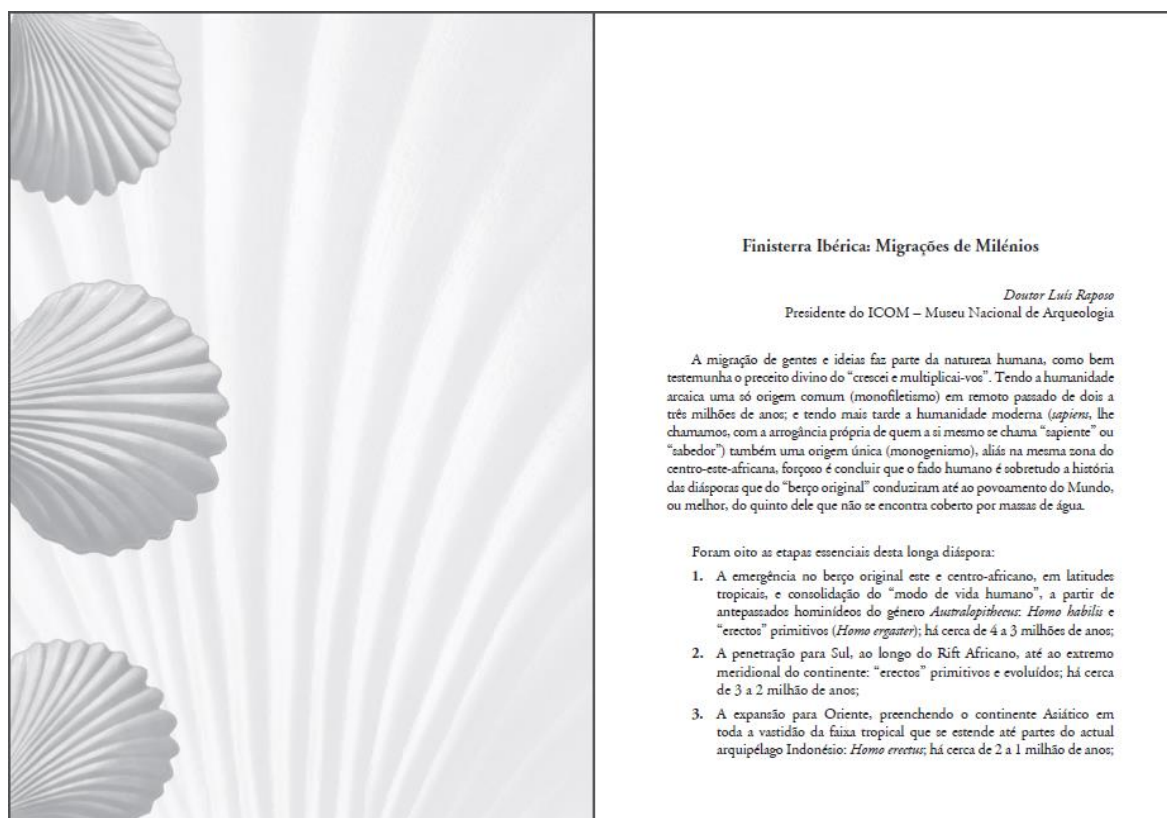 Finisterra Ibérica: Migrações de Milénios
Doutor Luís Raposo
Presidente do ICOM – Museu Nacional de Arqueologia
A migração de gentes e ideias faz parte da natureza humana, como bem
testemunha o preceito divino do “crescei e multiplicai-vos”. Tendo a humanidade
arcaica uma só origem comum (monofiletismo) em remoto passado de dois a
três milhões de anos; e tendo mais tarde a humanidade moderna (sapiens, lhe
chamamos, com a arrogância própria de quem a si mesmo se chama “sapiente” ou
“sabedor”) também uma origem única (monogenismo), aliás na mesma zona do
centro-este-africana, forçoso é concluir que o fado humano é sobretudo a história
das diásporas que do “berço original” conduziram até ao povoamento do Mundo,
ou melhor, do quinto dele que não se encontra coberto por massas de água.
Foram oito as etapas essenciais desta longa diáspora:
1. A emergência no berço original este e centro-africano, em latitudes
tropicais, e consolidação do “modo de vida humano”, a partir de
antepassados hominídeos do género Australopithecus: Homo habilis e
“erectos” primitivos (Homo ergaster); há cerca de 4 a 3 milhões de anos;
2. A penetração para Sul, ao longo do Rift Africano, até ao extremo
meridional do continente: “erectos” primitivos e evoluídos; há cerca
de 3 a 2 milhão de anos;
3. A expansão para Oriente, preenchendo o continente Asiático em
toda a vastidão da faixa tropical que se estende até partes do actual
arquipélago Indonésio: Homo erectus; há cerca de 2 a 1 milhão de anos;